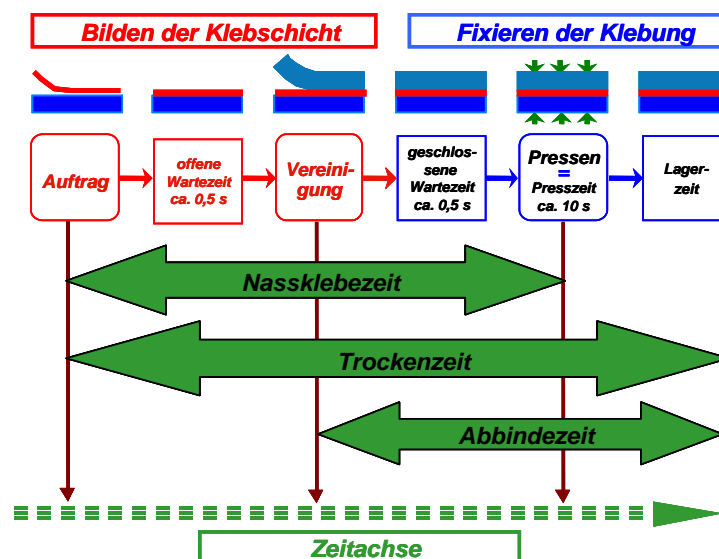 Bilden der Klebschicht
Fixieren der Klebung
Auftrag
offene
Wartezeit
ca. 0,5 s
Vereini-
gung
geschlos-
sene
Wartezeit
ca. 0,5 s
Pressen
=
Presszeit
ca. 10 s
Lager-
zeit
Nassklebezeit
Trockenzeit
Abbindezeit
Zeitachse